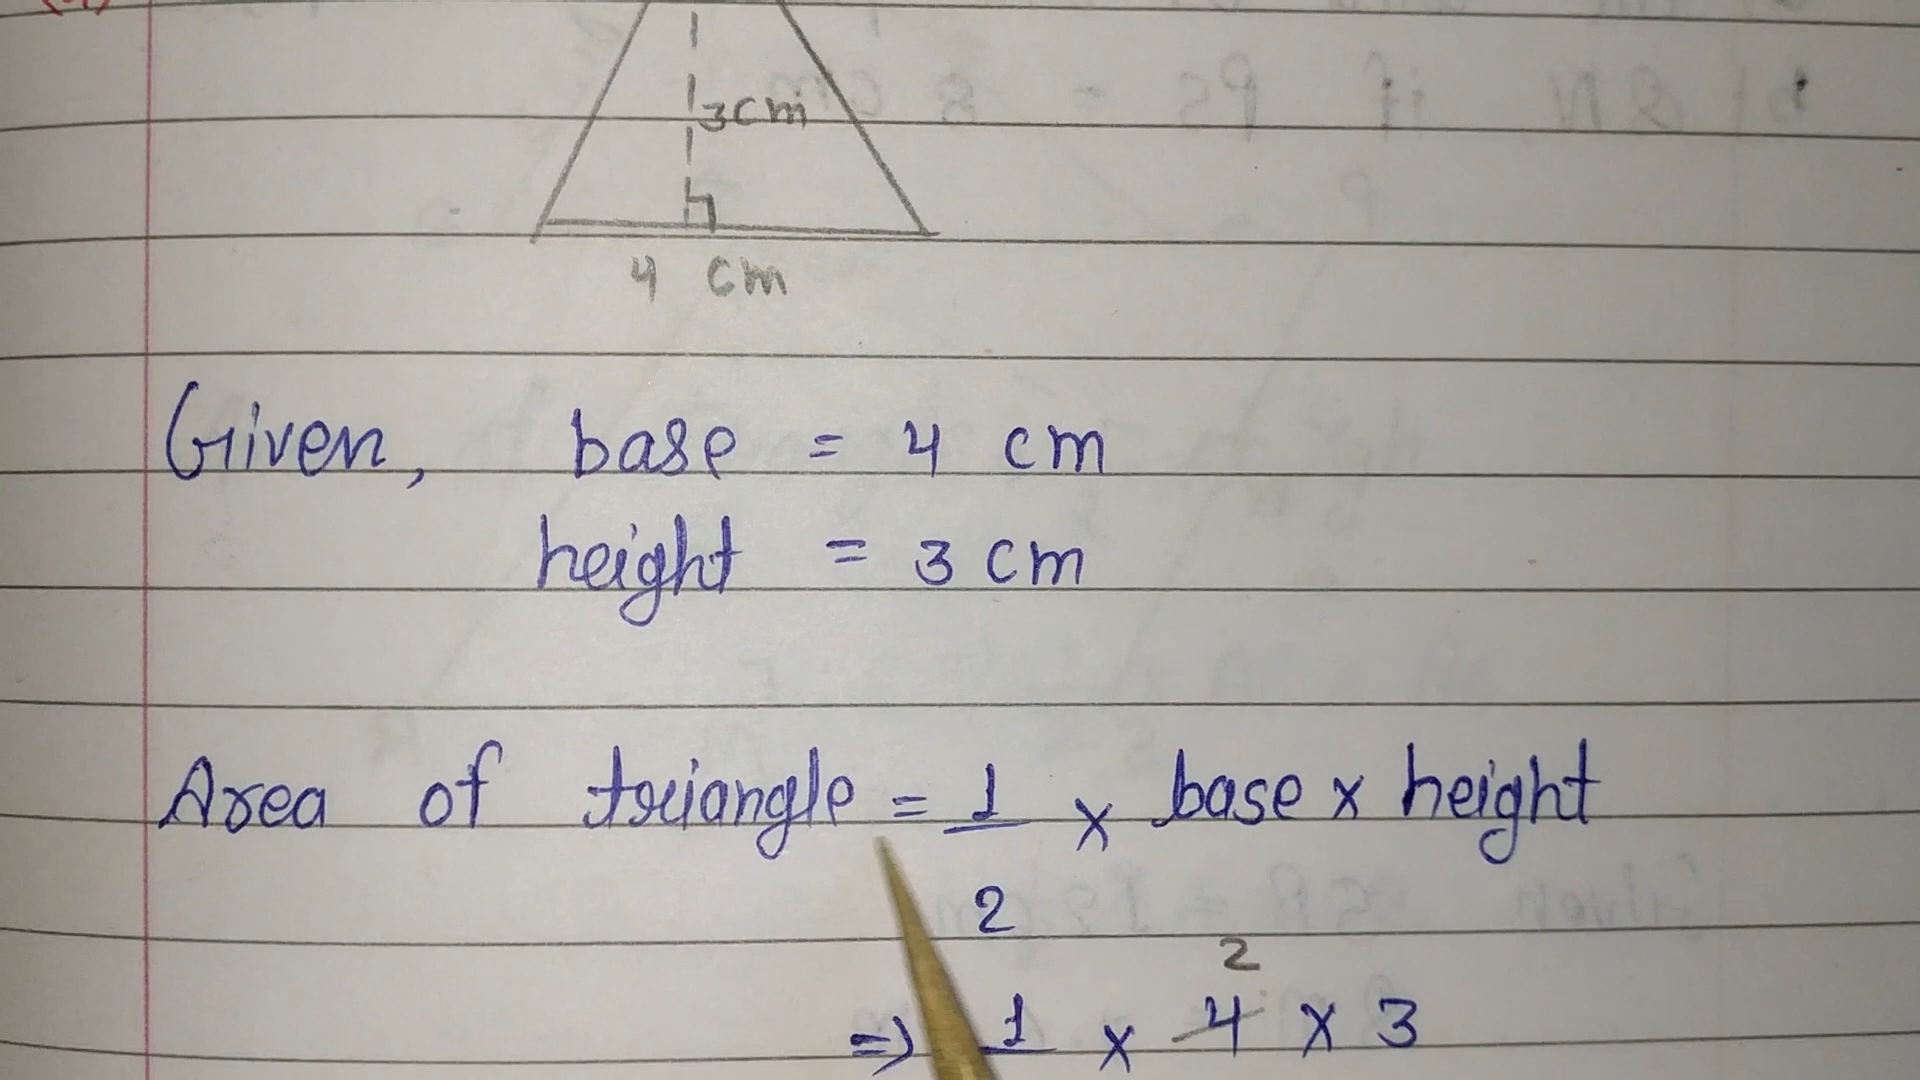 3cm
4 cm
Given, base = 4 cm
height = 3 cm
Area of triangle = 1/2 × base × height
2
=> 1 × 4 × 3